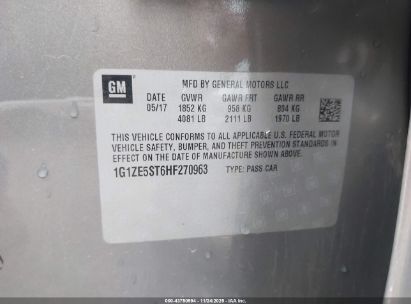 GM
MFD BY GENERAL MOTORS LLC
DATE GVWR GAWR FRT GAWR RR
05/17 1852 KG 958 KG 894 KG
4081 LB 2111 LB 1970 LB
THIS VEHICLE CONFORMS TO ALL APPLICABLE U.S. FEDERAL MOTOR
VEHICLE SAFETY, BUMPER, AND THEFT PREVENTION STANDARDS IN
EFFECT ON THE DATE OF MANUFACTURE SHOWN ABOVE.
1G1ZE5ST6HF270963 TYPE: PASS CAR